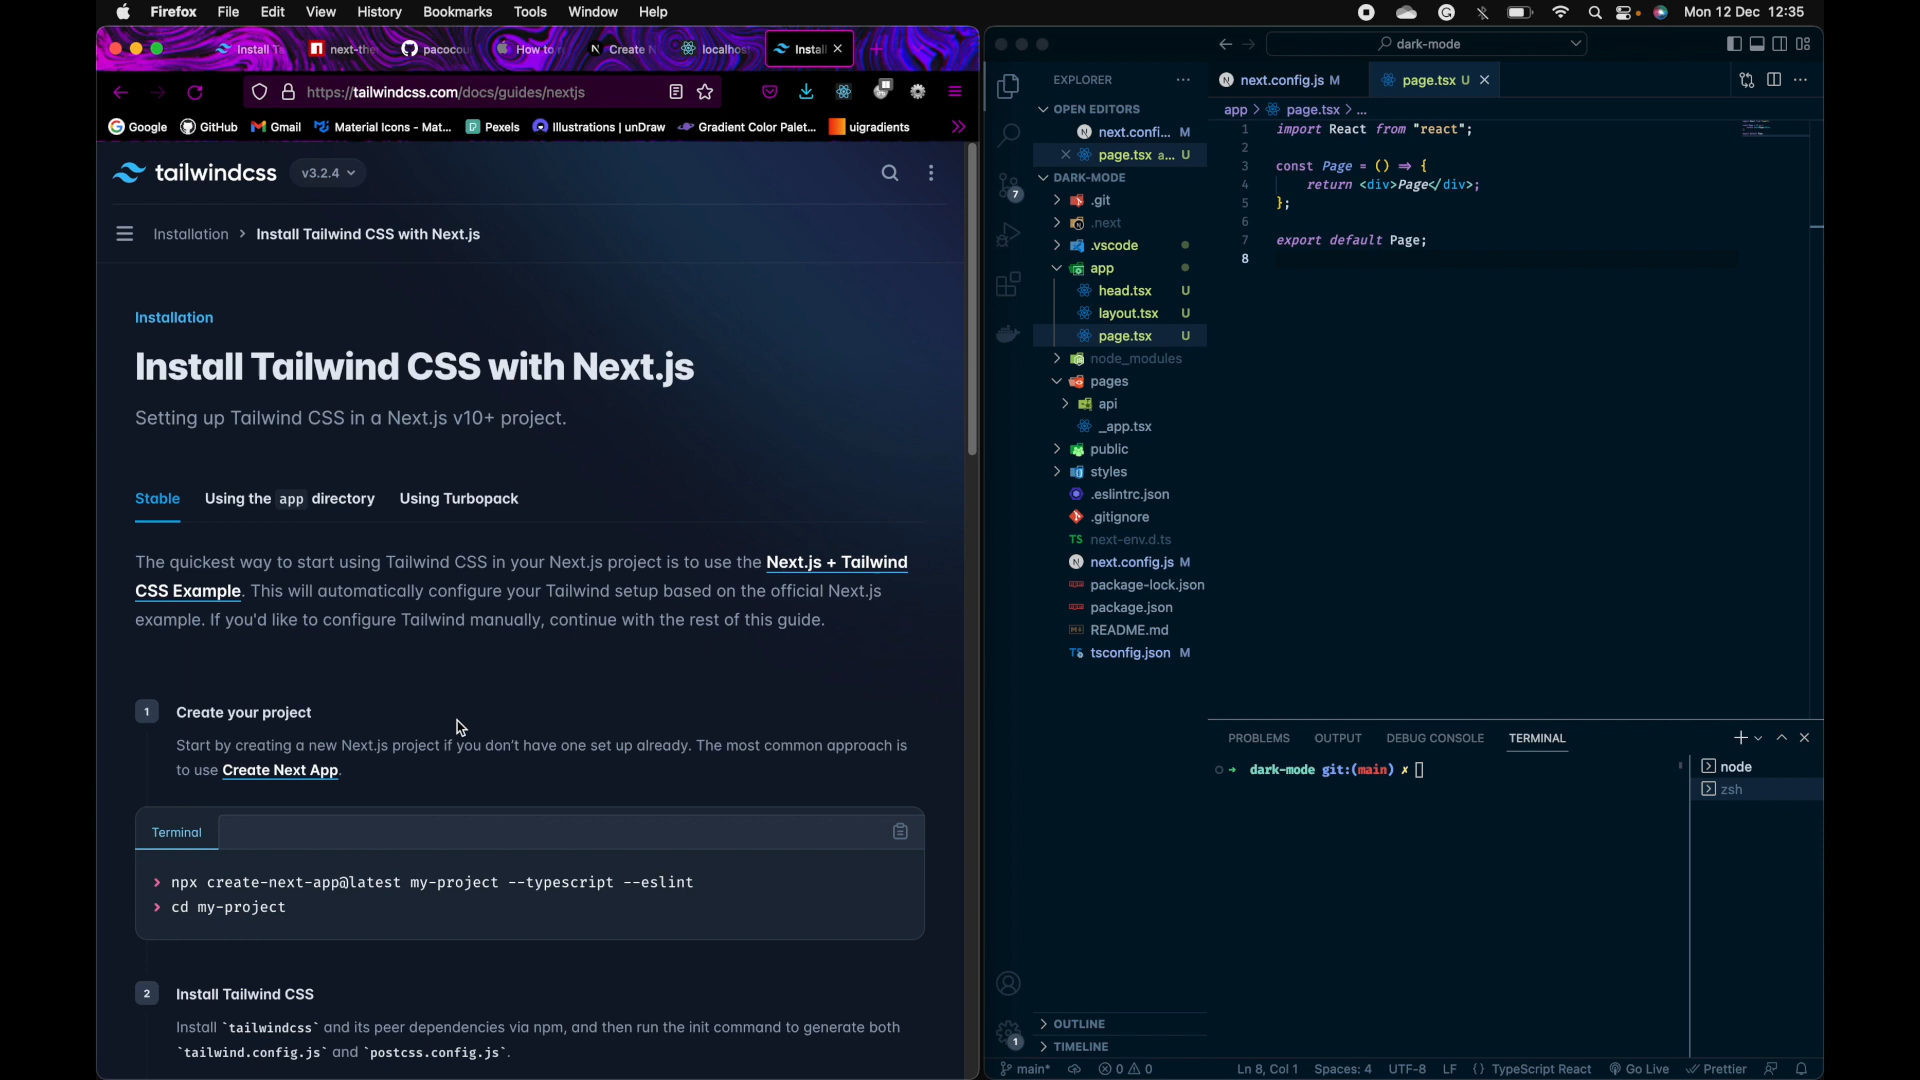 Firefox File Edit View History Bookmarks Tools Window Help
Mon 12 Dec 12:35
Install T
next-the
pacocou
How to
Create N
localhos
Install
https://tailwindcss.com/docs/guides/nextjs
Google
GitHub
Gmail
Material Icons - Mat...
Pexels
Illustrations | unDraw
Gradient Color Palet...
uigradients
tailwindcss
v3.2.4
Installation > Install Tailwind CSS with Next.js
Installation
Install Tailwind CSS with Next.js
Setting up Tailwind CSS in a Next.js v10+ project.
Stable
Using the app directory
Using Turbopack
The quickest way to start using Tailwind CSS in your Next.js project is to use the Next.js + Tailwind
CSS Example. This will automatically configure your Tailwind setup based on the official Next.js
example. If you'd like to configure Tailwind manually, continue with the rest of this guide.
1
Create your project
Start by creating a new Next.js project if you don't have one set up already. The most common approach is
to use Create Next App.
Terminal
> npx create-next-app@latest my-project --typescript --eslint
> cd my-project
2
Install Tailwind CSS
Install `tailwindcss` and its peer dependencies via npm, and then run the init command to generate both
`tailwind.config.js` and `postcss.config.js`.
dark-mode
EXPLORER
OPEN EDITORS
next.confi... M
page.tsx a... U
DARK-MODE
.git
.next
.vscode
app
head.tsx U
layout.tsx U
page.tsx U
node_modules
pages
api
_app.tsx
public
styles
.eslintrc.json
.gitignore
TS next-env.d.ts
next.config.js M
package-lock.json
package.json
README.md
tsconfig.json M
OUTLINE
TIMELINE
7
1
next.config.js M
page.tsx U
app > page.tsx > ...
1 import React from "react";
2
3 const Page = () ⇒ {
4 return <div>Page</div>;
5 };
6
7 export default Page;
8
PROBLEMS OUTPUT DEBUG CONSOLE TERMINAL
dark-mode git:(main) ✗
node
zsh
main* 0 0 Ln 8, Col 1 Spaces: 4 UTF-8 LF {} TypeScript React Go Live Prettier